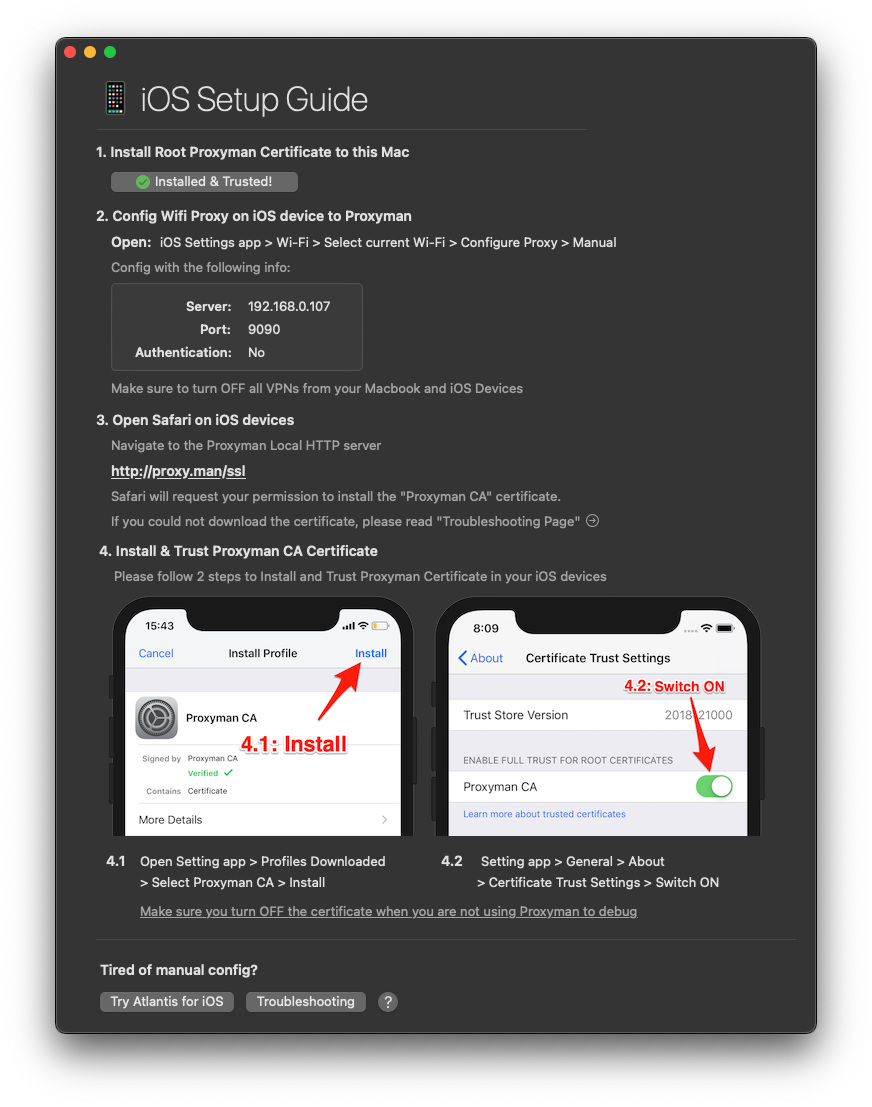 iOS Setup Guide
1. Install Root Proxyman Certificate to this Mac
Installed & Trusted!
2. Config Wifi Proxy on iOS device to Proxyman
Open: iOS Settings app > Wi-Fi > Select current Wi-Fi > Configure Proxy > Manual
Config with the following info:
Server: 192.168.0.107
Port: 9090
Authentication: No
Make sure to turn OFF all VPNs from your Macbook and iOS Devices
3. Open Safari on iOS devices
Navigate to the Proxyman Local HTTP server
http://proxy.man/ssl
Safari will request your permission to install the "Proxyman CA" certificate.
If you could not download the certificate, please read "Troubleshooting Page"
4. Install & Trust Proxyman CA Certificate
Please follow 2 steps to Install and Trust Proxyman Certificate in your iOS devices
15:43
Cancel Install Profile Install
Proxyman CA
4.1: Install
Signed by Proxyman CA
Verified
Contains Certificate
More Details
8:09
About Certificate Trust Settings
4.2: Switch ON
Trust Store Version 2018 21000
ENABLE FULL TRUST FOR ROOT CERTIFICATES
Proxyman CA
Learn more about trusted certificates
4.1 Open Setting app > Profiles Downloaded
> Select Proxyman CA > Install
4.2 Setting app > General > About
> Certificate Trust Settings > Switch ON
Make sure you turn OFF the certificate when you are not using Proxyman to debug
Tired of manual config?
Try Atlantis for iOS Troubleshooting ?